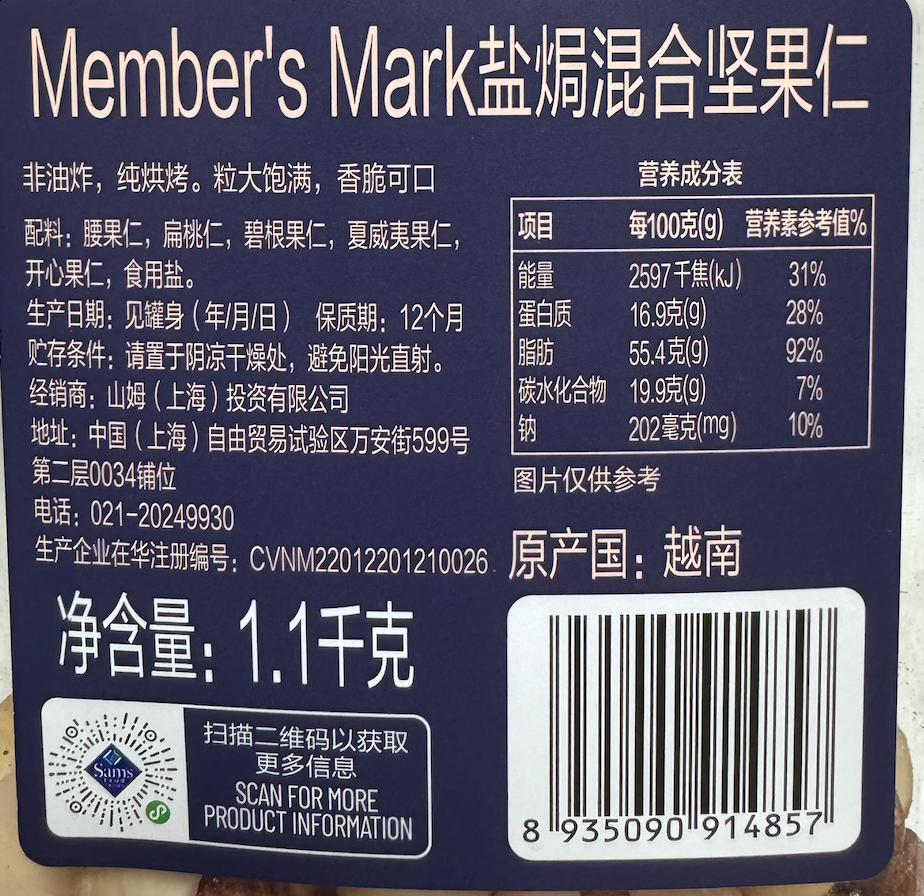 Member's Mark盐焗混合坚果仁
非油炸，纯烘烤。粒大饱满，香脆可口
配料：腰果仁，扁桃仁，碧根果仁，夏威夷果仁，
开心果仁，食用盐。
生产日期：见罐身（年/月/日） 保质期：12个月
贮存条件：请置于阴凉干燥处，避免阳光直射。
经销商：山姆（上海）投资有限公司
地址：中国（上海）自由贸易试验区万安街599号
第二层0034铺位
电话：021-20249930
生产企业在华注册编号：CVNM22012201210026
营养成分表
项目 每100克(g) 营养素参考值%
能量 2597千焦(kJ) 31%
蛋白质 16.9克(g) 28%
脂肪 55.4克(g) 92%
碳水化合物 19.9克(g) 7%
钠 202毫克(mg) 10%
图片仅供参考
原产国：越南
净含量：1.1千克
Sams
扫描二维码以获取
更多信息
SCAN FOR MORE
PRODUCT INFORMATION
8 935090 914857